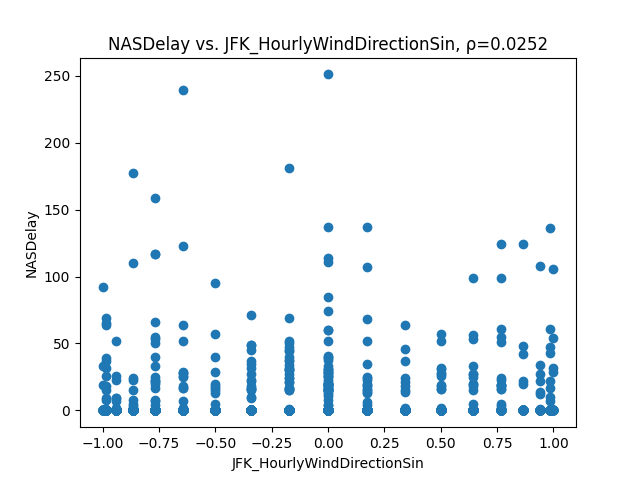 NASDelay vs. JFK_HourlyWindDirectionSin, ρ=0.0252
250
200
150
100
50
0
NASDelay
−1.00 −0.75 −0.50 −0.25 0.00 0.25 0.50 0.75 1.00
JFK_HourlyWindDirectionSin